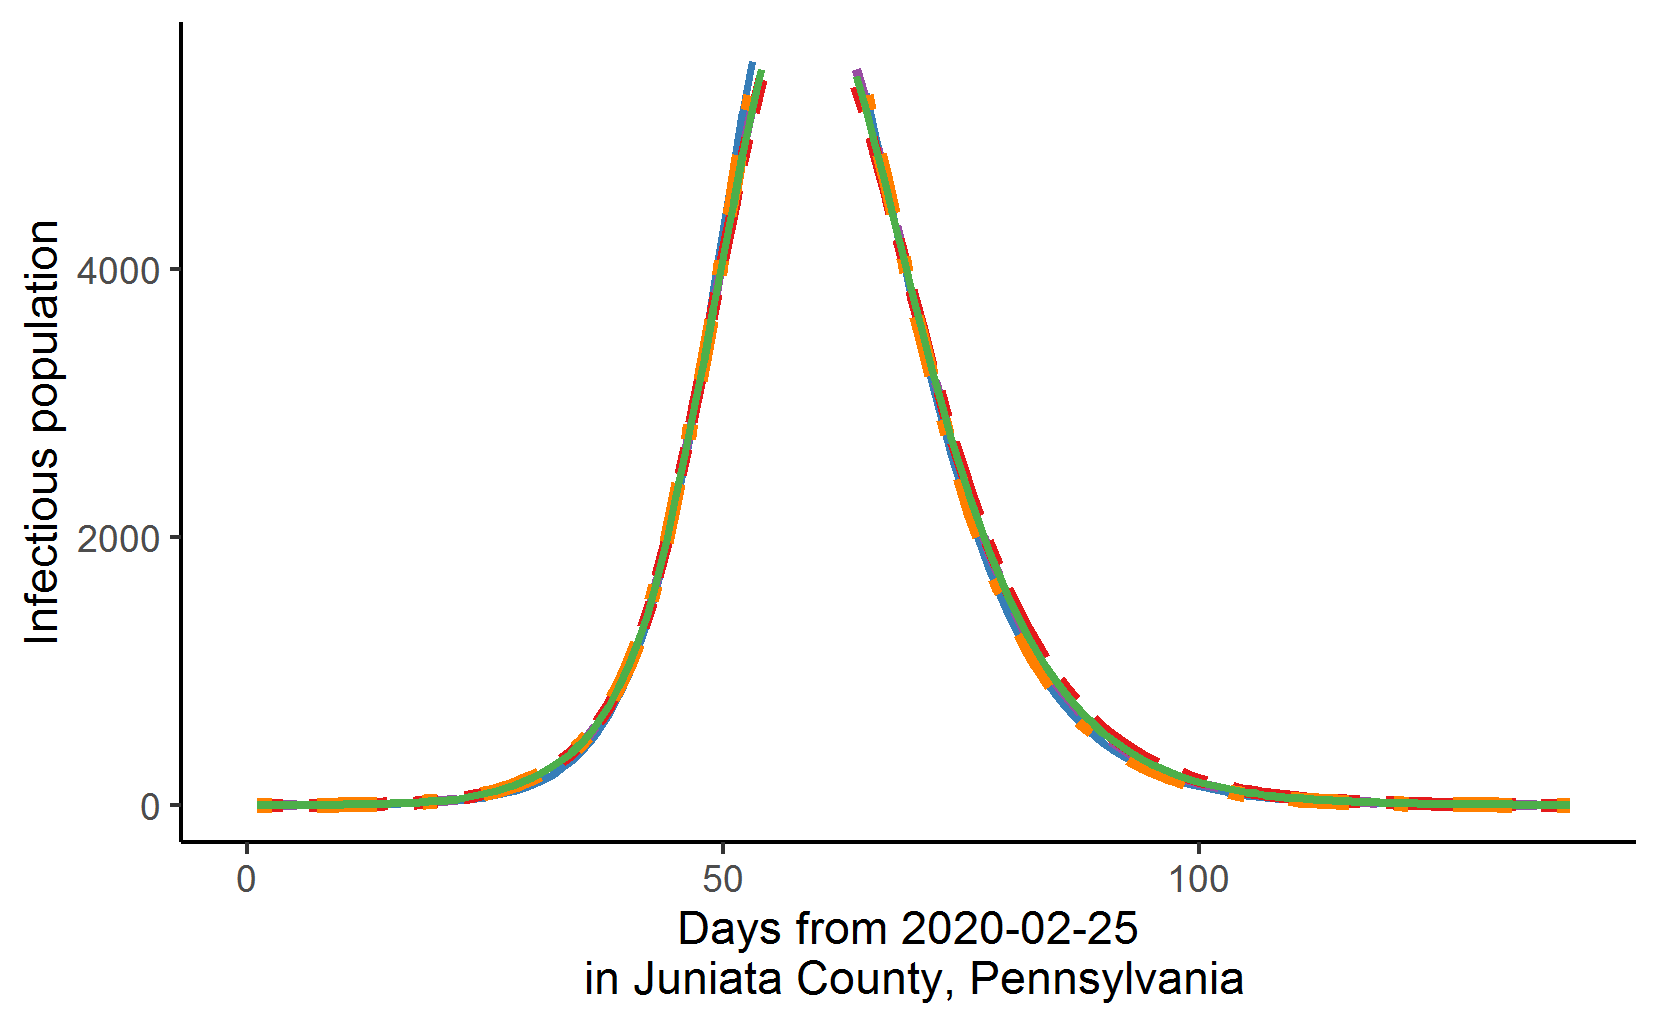 Infectious population
4000
2000
0
0 50 100
Days from 2020-02-25
in Juniata County, Pennsylvania